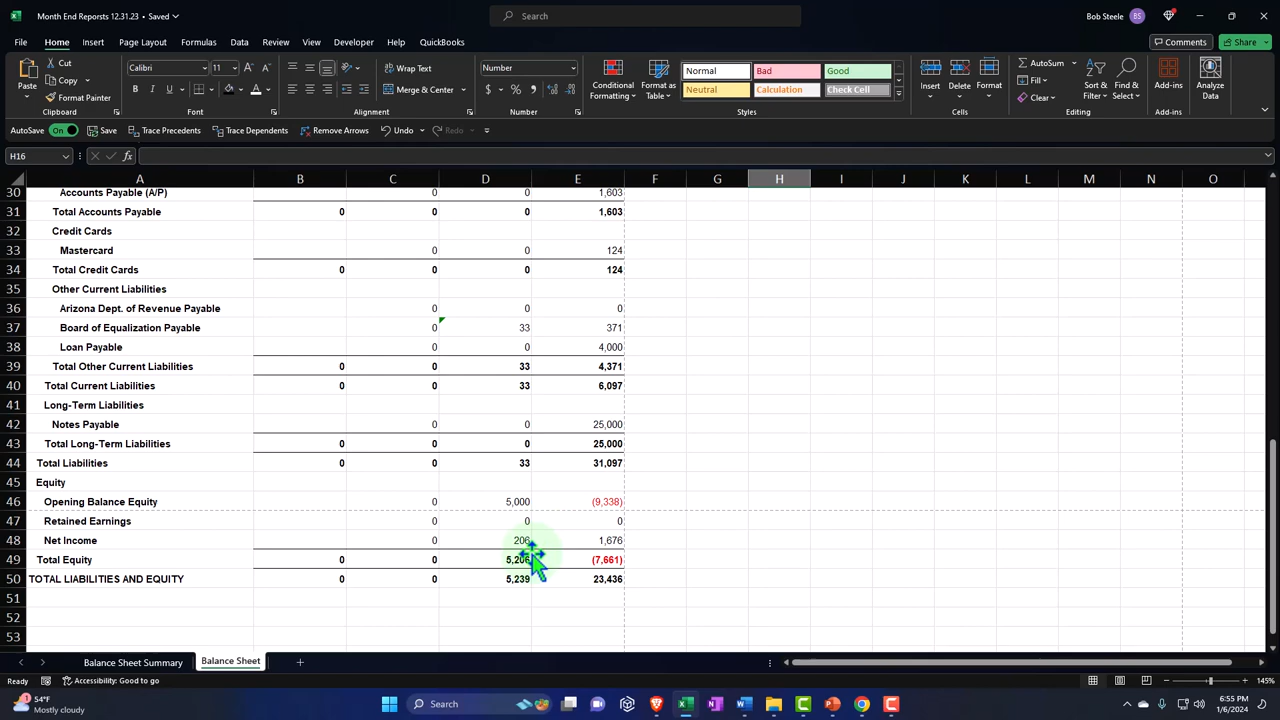 Month End Reporsts 12.31.23 • Saved
Search
Bob Steele
BS
File Home Insert Page Layout Formulas Data Review View Developer Help QuickBooks
Comments
Share
Paste
Cut
Copy
Format Painter
Clipboard
Calibri
11
B I U
Font
Wrap Text
Merge & Center
Alignment
Number
$ % ,
Number
Conditional Formatting
Format as Table
Normal Bad Good
Neutral Calculation Check Cell
Styles
Insert Delete Format
Cells
AutoSum
Fill
Clear
Sort & Filter
Find & Select
Editing
Add-ins
Add-ins
Analyze Data
AutoSave On Save Trace Precedents Trace Dependents Remove Arrows Undo Redo
H16
fx
A B C D E F G H I J K L M N O
30 Accounts Payable (A/P) 0 0 1,603
31 Total Accounts Payable 0 0 0 1,603
32 Credit Cards
33 Mastercard 0 0 124
34 Total Credit Cards 0 0 0 124
35 Other Current Liabilities
36 Arizona Dept. of Revenue Payable 0 0 0
37 Board of Equalization Payable 0 33 371
38 Loan Payable 0 0 4,000
39 Total Other Current Liabilities 0 0 33 4,371
40 Total Current Liabilities 0 0 33 6,097
41 Long-Term Liabilities
42 Notes Payable 0 0 25,000
43 Total Long-Term Liabilities 0 0 0 25,000
44 Total Liabilities 0 0 33 31,097
45 Equity
46 Opening Balance Equity 0 5,000 (9,338)
47 Retained Earnings 0 0 0
48 Net Income 0 206 1,676
49 Total Equity 0 0 5,206 (7,661)
50 TOTAL LIABILITIES AND EQUITY 0 0 5,239 23,436
51
52
53
Balance Sheet Summary Balance Sheet
Ready Accessibility: Good to go
145%
54°F
Mostly cloudy
Search
6:55 PM
1/6/2024